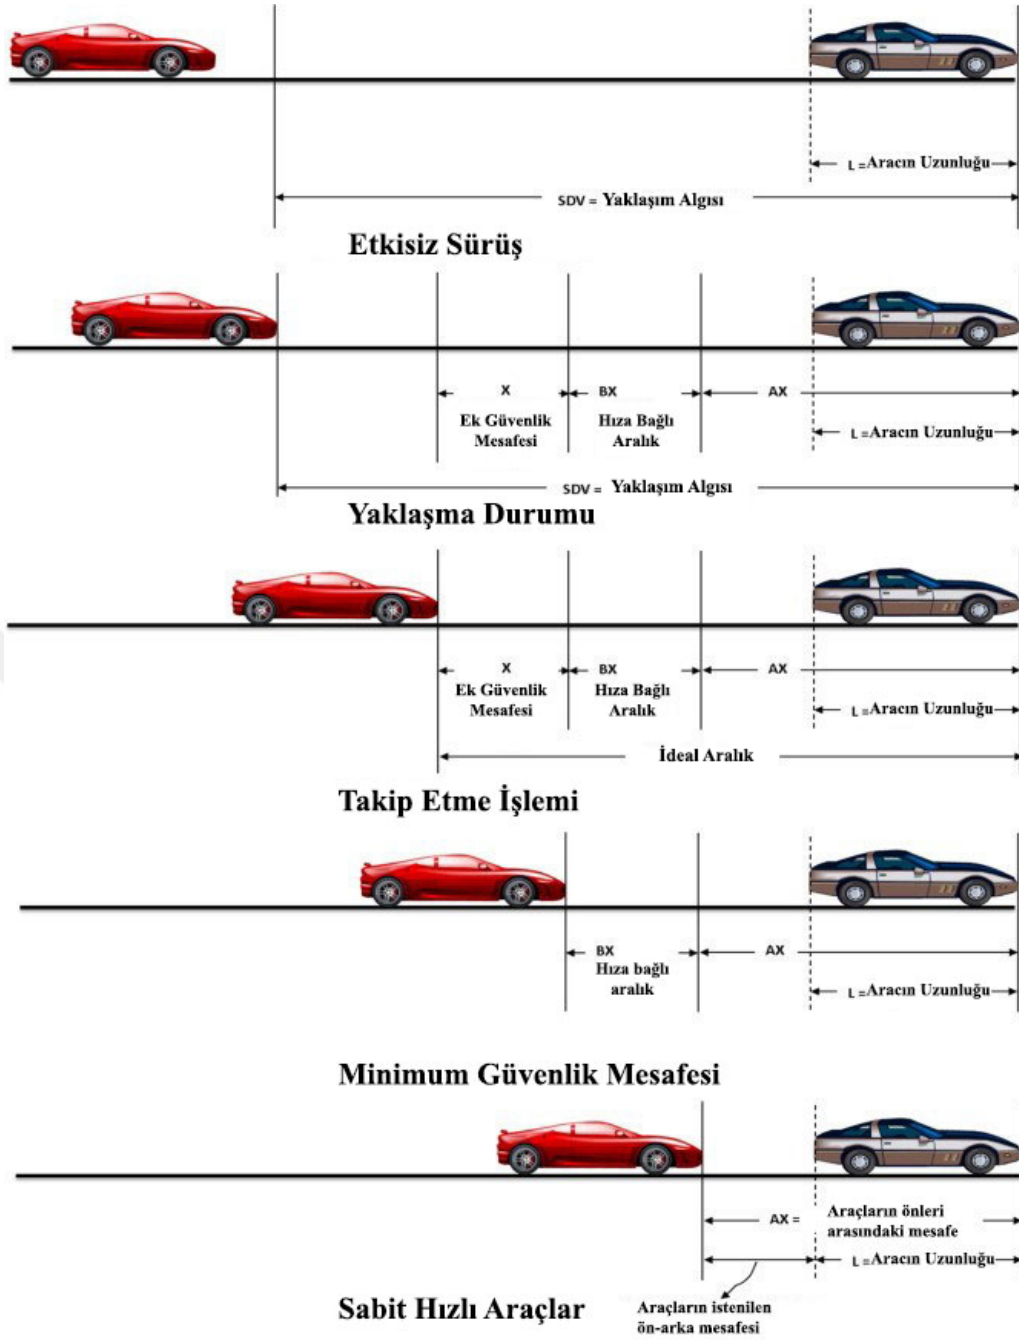 L =Aracın Uzunluğu
SDV = Yaklaşım Algısı
Etkisiz Sürüş
X BX AX
Ek Güvenlik Hıza Bağlı
Mesafesi Aralık
L =Aracın Uzunluğu
SDV = Yaklaşım Algısı
Yaklaşma Durumu
X BX AX
Ek Güvenlik Hıza Bağlı
Mesafesi Aralık
L =Aracın Uzunluğu
İdeal Aralık
Takip Etme İşlemi
BX AX
Hıza bağlı
aralık
L =Aracın Uzunluğu
Minimum Güvenlik Mesafesi
AX = Araçların önleri
arasındaki mesafe
L =Aracın Uzunluğu
Sabit Hızlı Araçlar
Araçların istenilen
ön-arka mesafesi